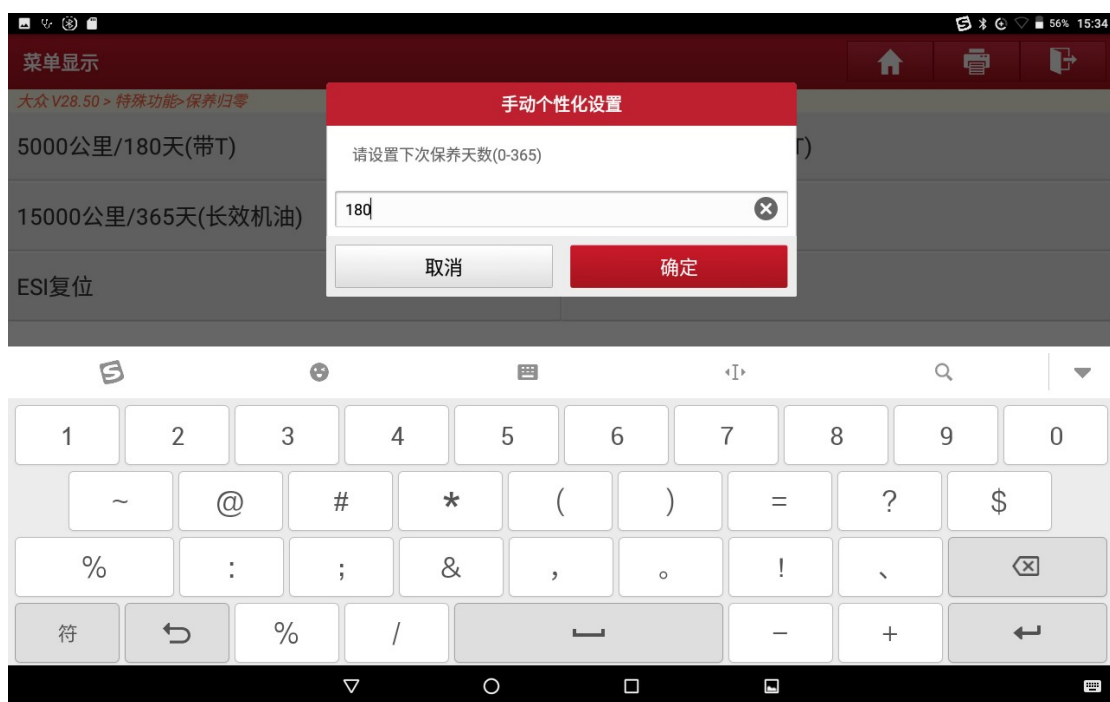 56% 15:34
菜单显示
大众 V28.50 > 特殊功能>保养归零
手动个性化设置
5000公里/180天(带T)
T)
请设置下次保养天数(0-365)
180
15000公里/365天(长效机油)
取消
确定
ESI复位
1 2 3 4 5 6 7 8 9 0
~ @ # * ( ) = ? $
% : ; & , 。 ! 、
符 % / - +